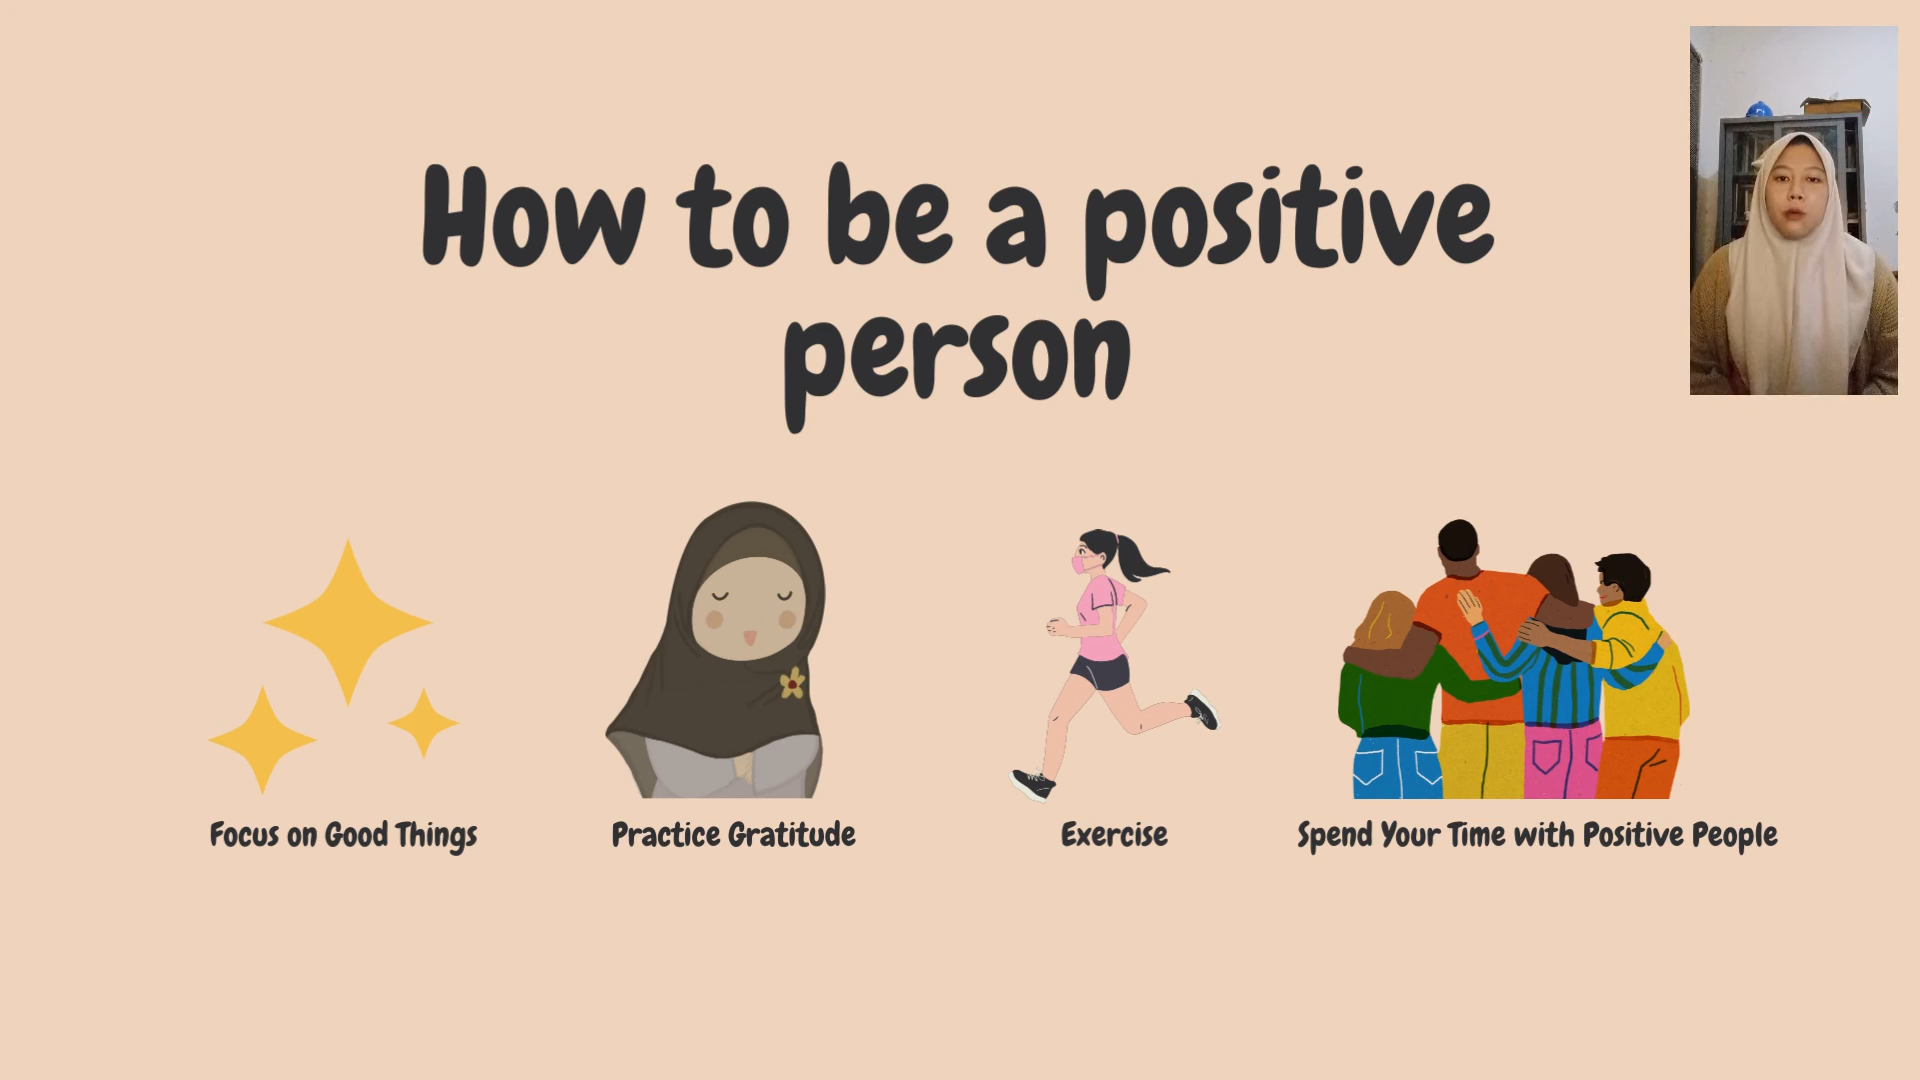 How to be a positive
person
Focus on Good Things
Practice Gratitude
Exercise
Spend Your Time with Positive People